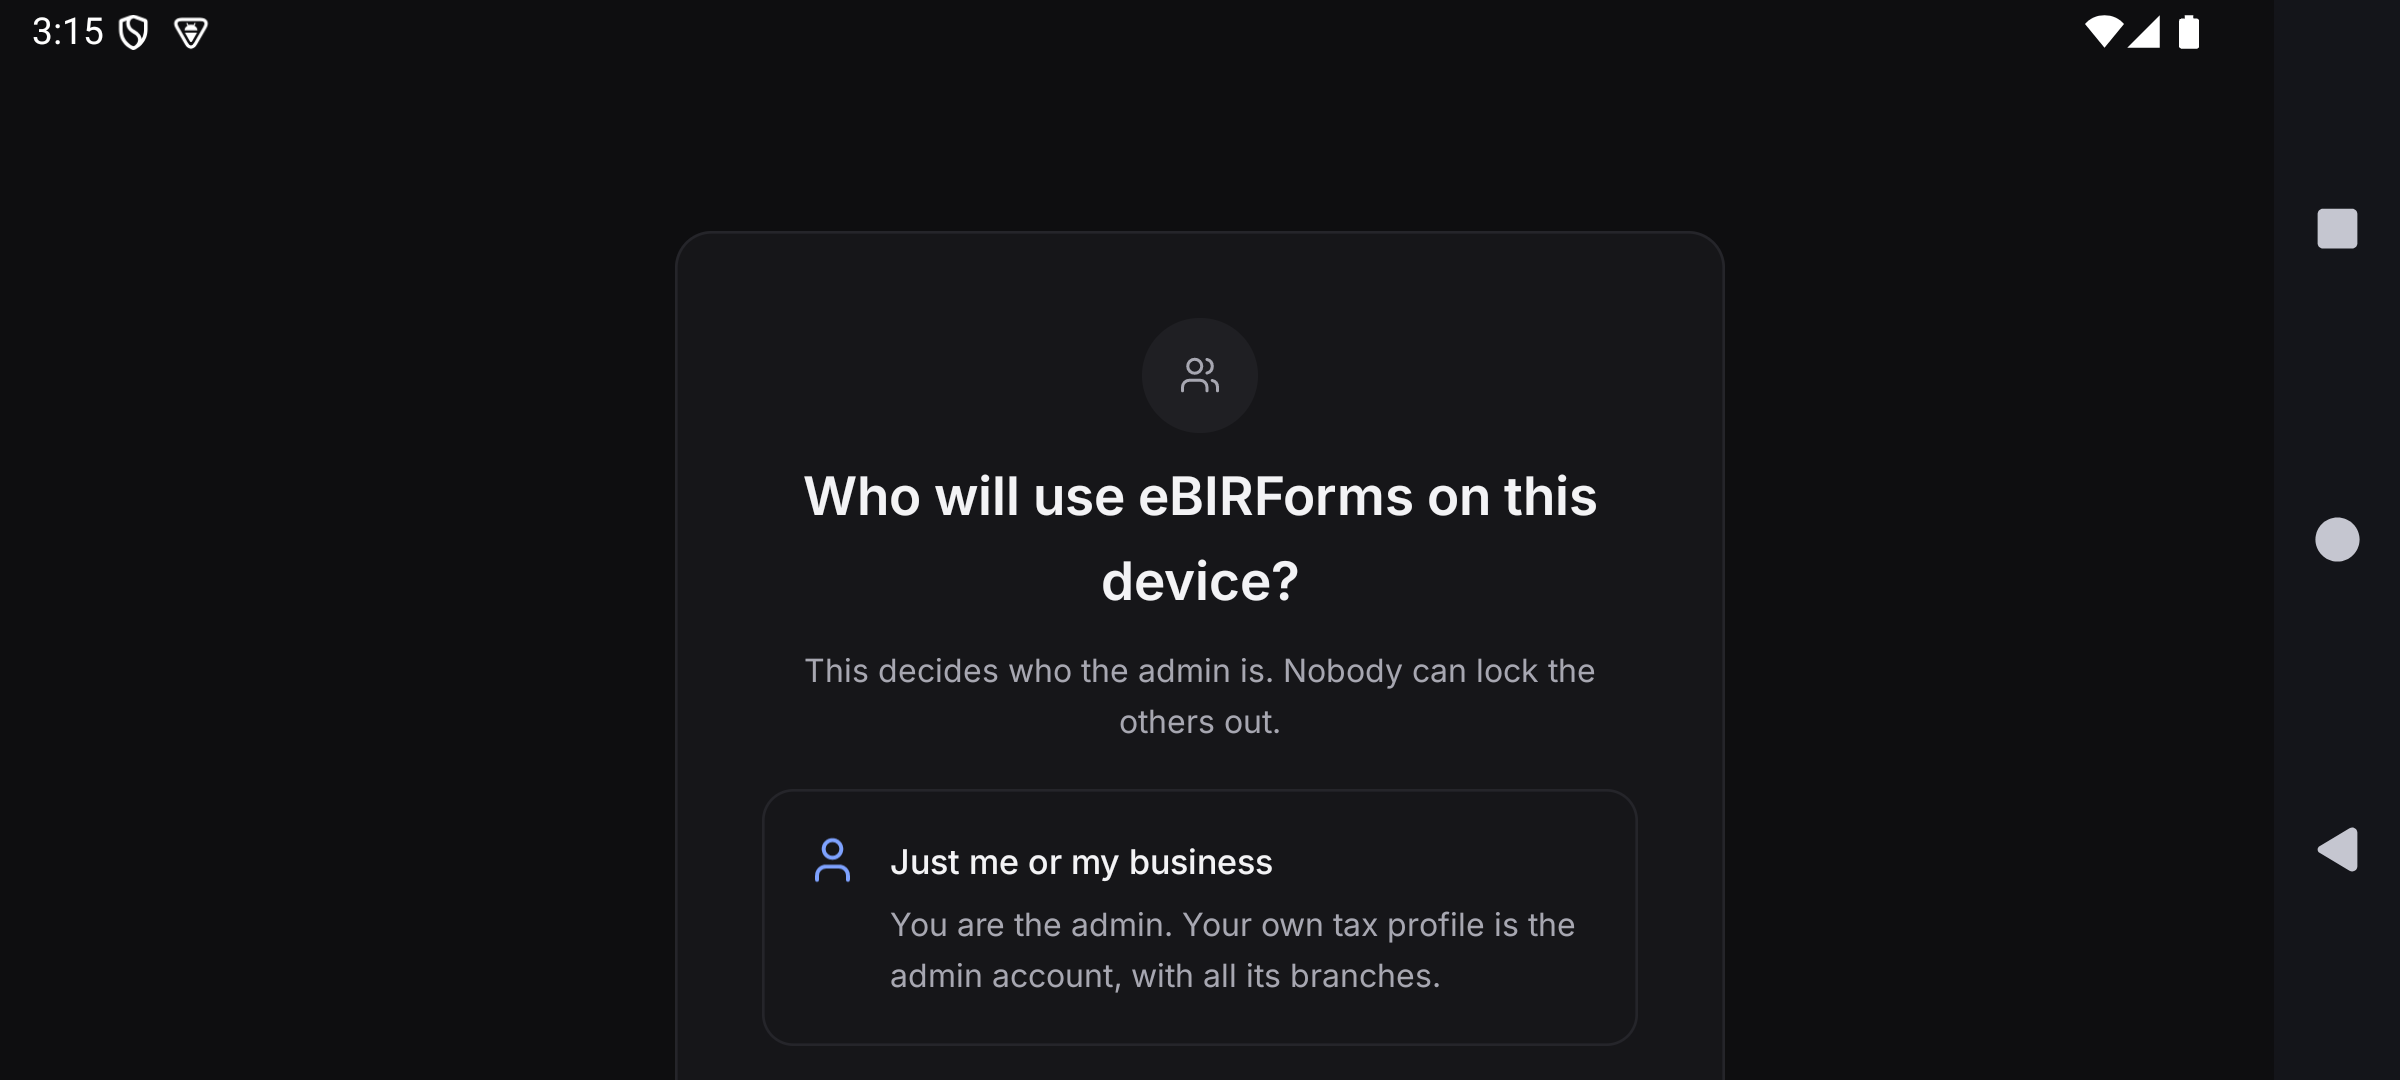 3:15
Who will use eBIRForms on this
device?
This decides who the admin is. Nobody can lock the
others out.
Just me or my business
You are the admin. Your own tax profile is the
admin account, with all its branches.